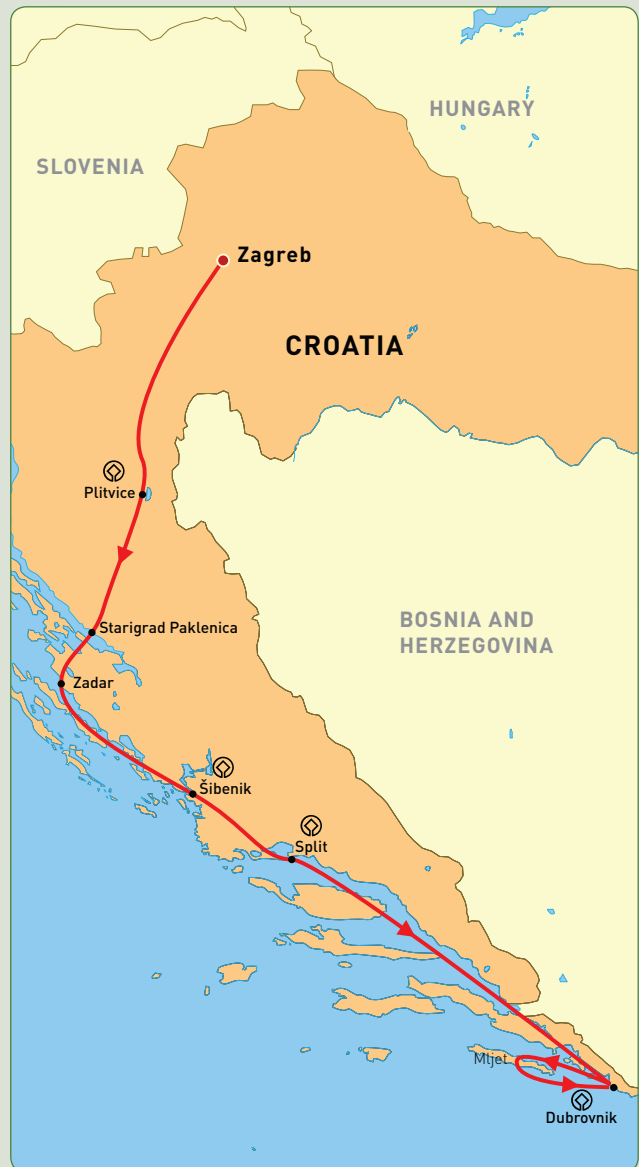 HUNGARY
SLOVENIA
Zagreb
CROATIA
Plitvice
BOSNIA AND
HERZEGOVINA
Starigrad Paklenica
Zadar
Šibenik
Split
Mljet
Dubrovnik